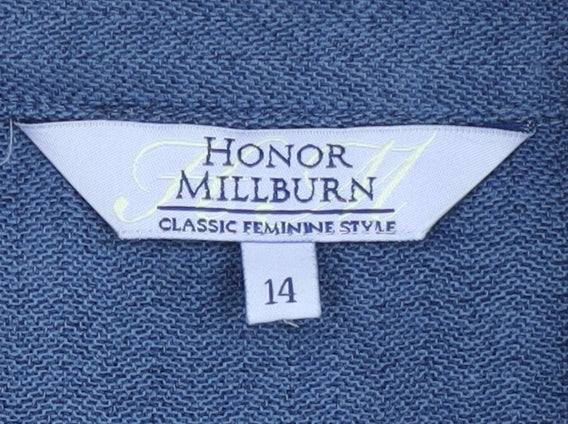 HONOR
MILLBURN
CLASSIC FEMININE STYLE
14